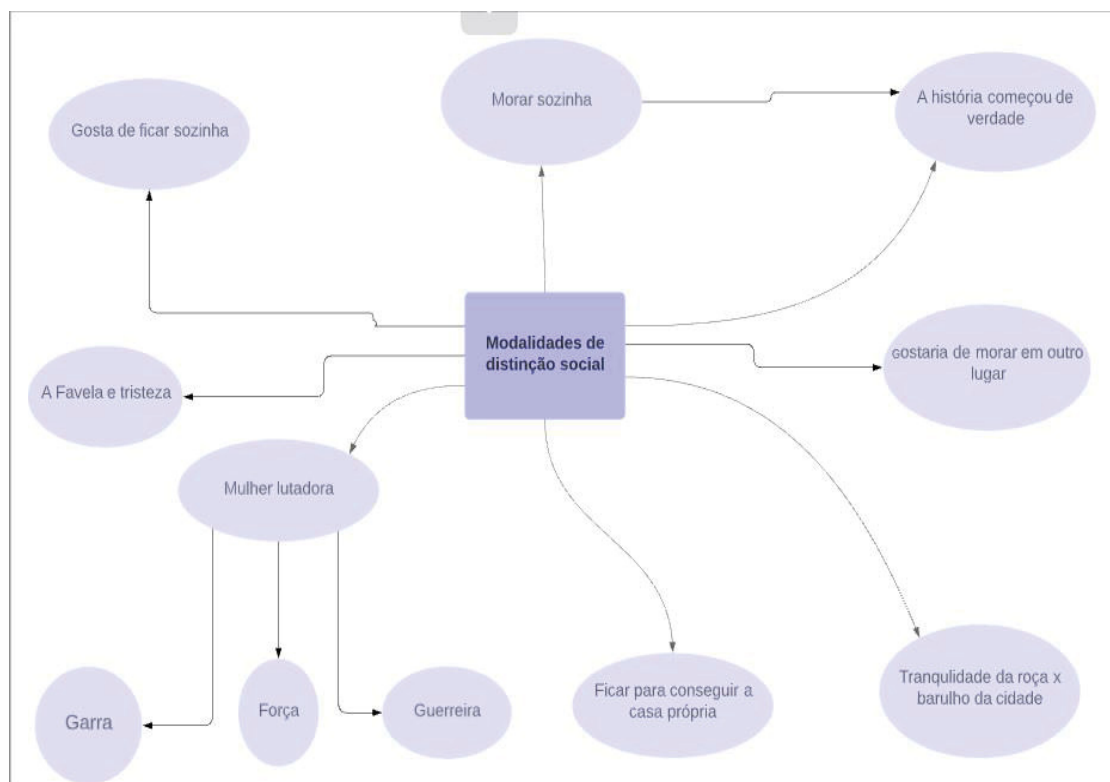 Morar sozinha
A história começou de
verdade
Gosta de ficar sozinha
Modalidades de
distinção social
gostaria de morar em outro
lugar
A Favela e tristeza
Mulher lutadora
Garra
Força
Guerreira
Ficar para conseguir a
casa própria
Tranqulidade da roça x
barulho da cidade